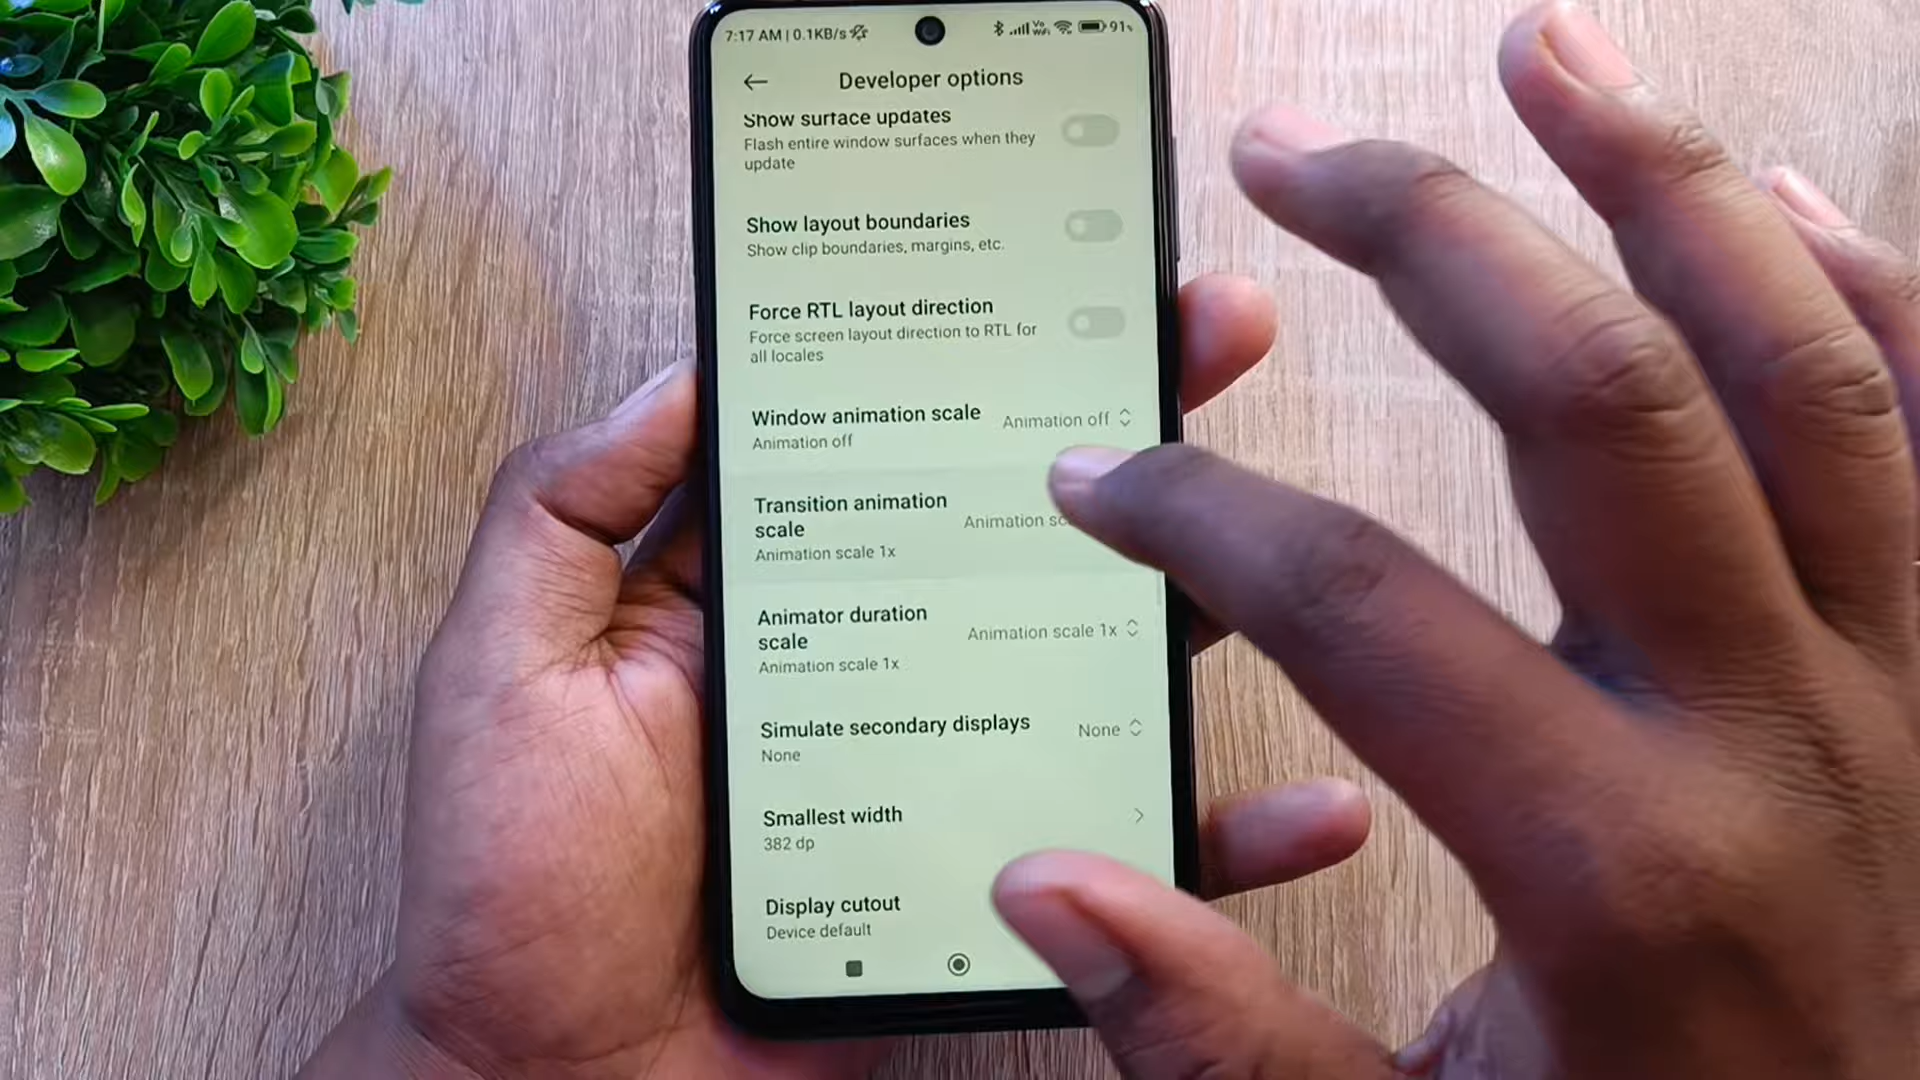 7:17 AM | 0.1KB/s
Vo
WiFi
91%
Developer options
Show surface updates
Flash entire window surfaces when they
update
Show layout boundaries
Show clip boundaries, margins, etc.
Force RTL layout direction
Force screen layout direction to RTL for
all locales
Window animation scale
Animation off
Animation off
Transition animation
scale
Animation
Animation scale 1x
Animator duration
scale
Animation scale 1x
Animation scale 1x
Simulate secondary displays
None
None
Smallest width
382 dp
Display cutout
Device default